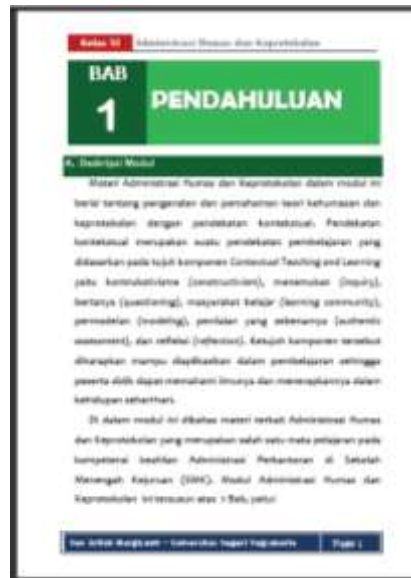 Kelas XI Administrasi Humas dan Keprotokolan
BAB
1
PENDAHULUAN
A. Deskripsi Modul
Materi Administrasi Humas dan Keprotokolan dalam modul ini
berisi tentang pengenalan dan pemahaman teori kehumasan dan
keprotokolan dengan pendekatan kontekstual. Pendekatan
kontekstual merupakan suatu pendekatan pembelajaran yang
didasarkan pada tujuh komponen Contextual Teaching and Learning
yaitu konstruktivisme (constructivism), menemukan (inquiry),
bertanya (questioning), masyarakat belajar (learning community),
permodelan (modeling), penilaian yang sebenarnya (authentic
assessment), dan refleksi (reflection). Ketujuh komponen tersebut
diharapkan mampu diaplikasikan dalam pembelajaran sehingga
peserta didik dapat memahami ilmunya dan menerapkannya dalam
kehidupan sehari-hari.
Di dalam modul ini dibahas materi terkait Administrasi Humas
dan Keprotokolan yang merupakan salah satu mata pelajaran pada
kompetensi keahlian Administrasi Perkantoran di Sekolah
Menengah Kejuruan (SMK). Modul Administrasi Humas dan
Keprotokolan ini tersusun atas Bab, yaitu:
- Universitas Negeri Yogyakarta Page 1